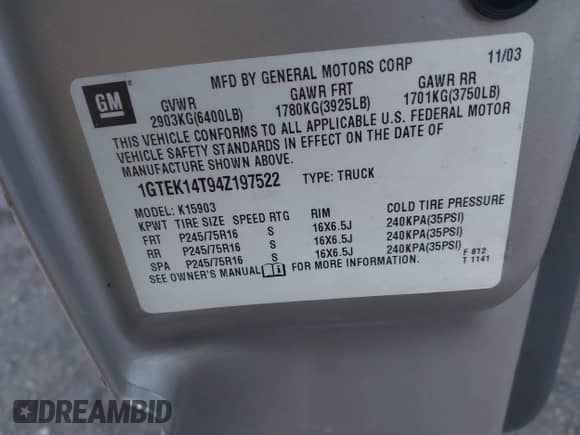 MFD BY GENERAL MOTORS CORP 11/03
GM
GVWR GAWR FRT GAWR RR
2903KG(6400LB) 1780KG(3925LB) 1701KG(3750LB)
THIS VEHICLE CONFORMS TO ALL APPLICABLE U.S. FEDERAL MOTOR
VEHICLE SAFETY STANDARDS IN EFFECT ON THE DATE OF
MANUFACTURE SHOWN ABOVE.
1GTEK14T94Z197522 TYPE: TRUCK
MODEL: K15903
KPWT TIRE SIZE SPEED RTG RIM COLD TIRE PRESSURE
FRT P245/75R16 S 16X6.5J 240KPA(35PSI)
RR P245/75R16 S 16X6.5J 240KPA(35PSI)
SPA P245/75R16 S 16X6.5J 240KPA(35PSI)
SEE OWNER'S MANUAL FOR MORE INFORMATION.
F 812
T 1141
DREAMBID